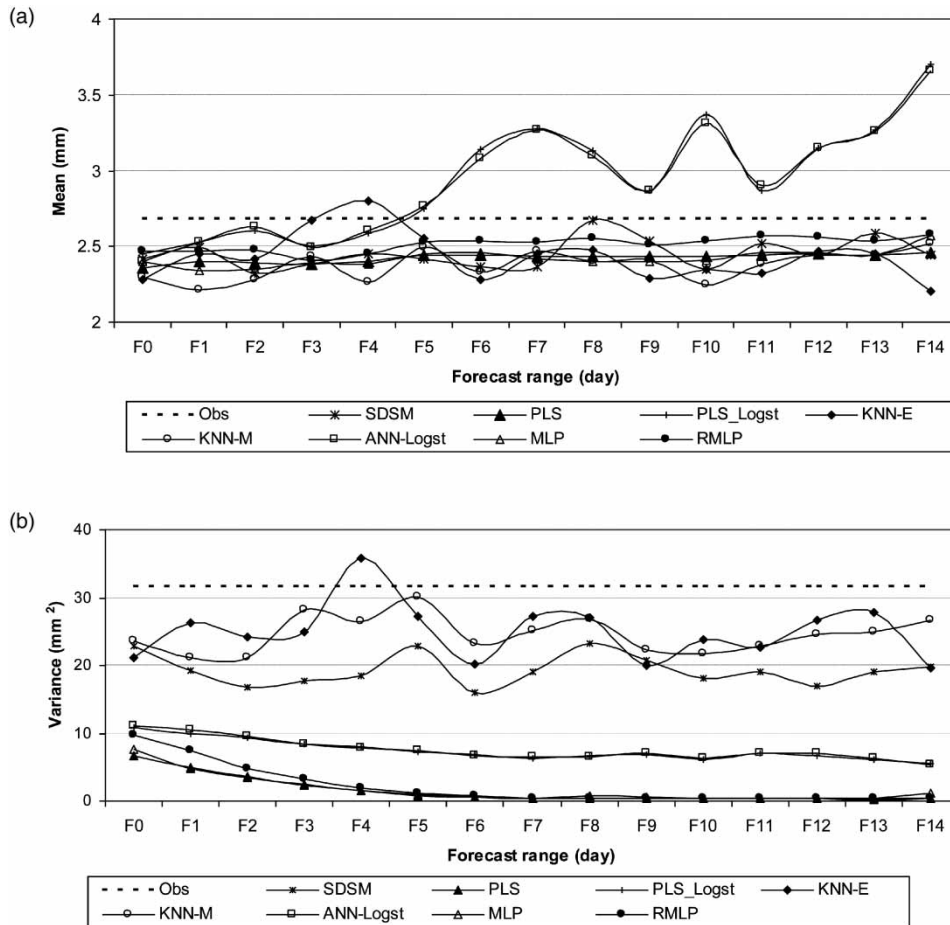 (a)
4
3.5
3
2.5
2
Mean (mm)
F0 F1 F2 F3 F4 F5 F6 F7 F8 F9 F10 F11 F12 F13 F14
Forecast range (day)
Obs SDSM PLS PLS_Logst KNN-E
KNN-M ANN-Logst MLP RMLP
(b)
40
30
20
10
0
Variance (mm 2)
F0 F1 F2 F3 F4 F5 F6 F7 F8 F9 F10 F11 F12 F13 F14
Forecast range (day)
Obs SDSM PLS PLS_Logst KNN-E
KNN-M ANN-Logst MLP RMLP